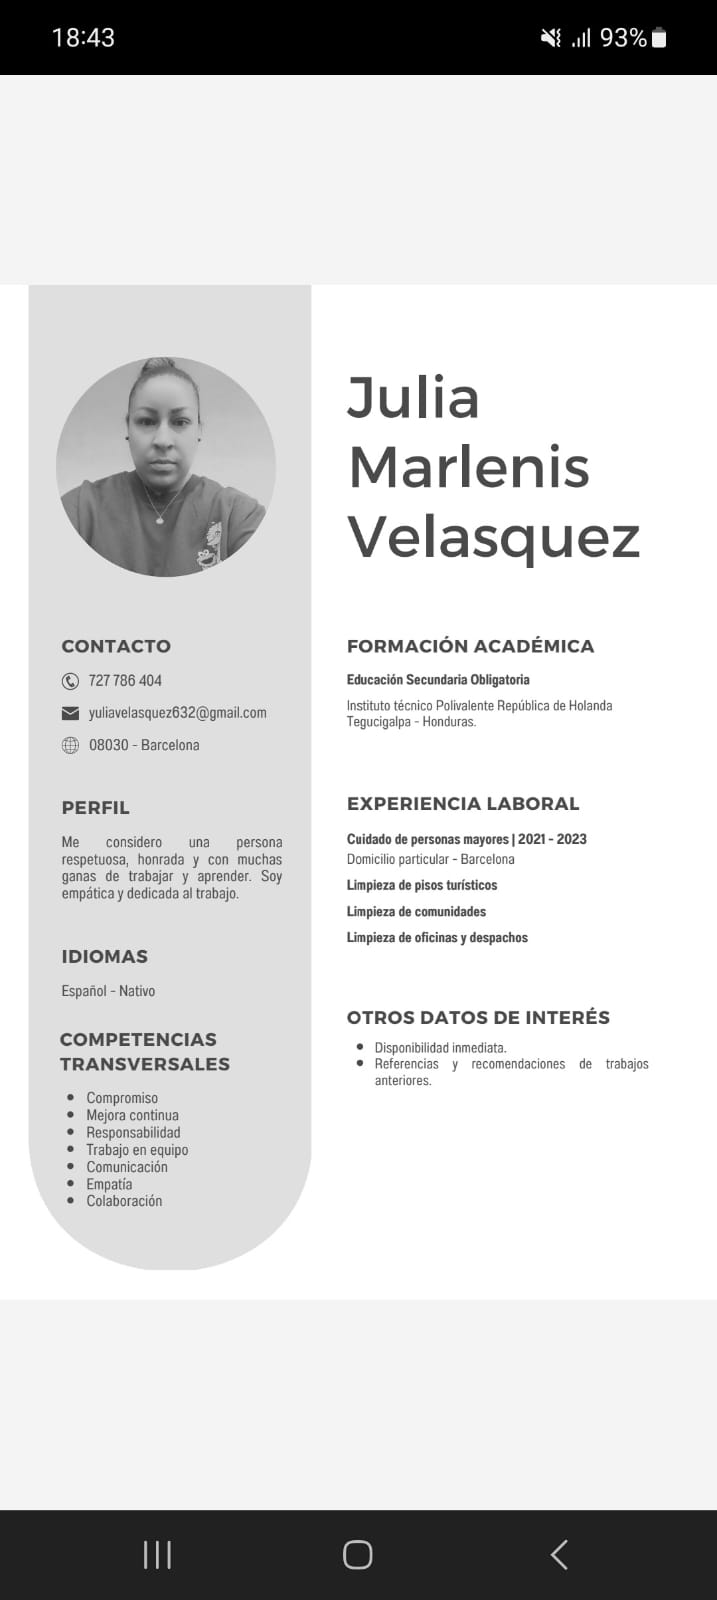 18:43
93%
Julia
Marlenis
Velasquez
CONTACTO
727 786 404
yuliavelasquez632@gmail.com
08030 - Barcelona
PERFIL
Me considero una persona
respetuosa, honrada y con muchas
ganas de trabajar y aprender. Soy
empática y dedicada al trabajo.
IDIOMAS
Español - Nativo
COMPETENCIAS
TRANSVERSALES
• Compromiso
• Mejora continua
• Responsabilidad
• Trabajo en equipo
• Comunicación
• Empatía
• Colaboración
FORMACIÓN ACADÉMICA
Educación Secundaria Obligatoria
Instituto técnico Polivalente República de Holanda
Tegucigalpa - Honduras.
EXPERIENCIA LABORAL
Cuidado de personas mayores | 2021 - 2023
Domicilio particular - Barcelona
Limpieza de pisos turísticos
Limpieza de comunidades
Limpieza de oficinas y despachos
OTROS DATOS DE INTERÉS
• Disponibilidad inmediata.
• Referencias y recomendaciones de trabajos
anteriores.